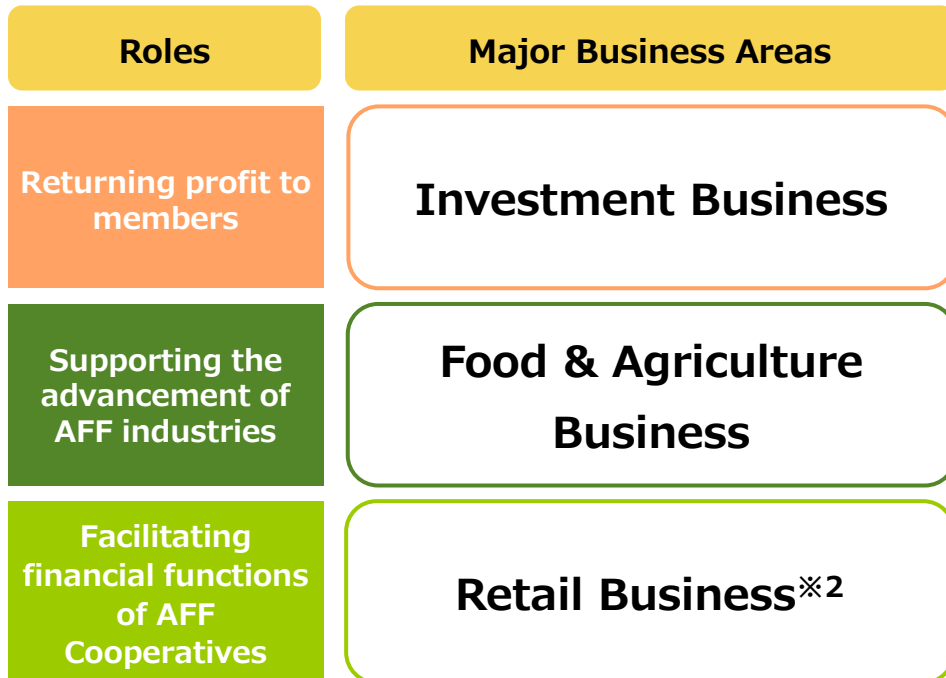 Roles
Major Business Areas
Returning profit to
members
Investment Business
Supporting the
advancement of
AFF industries
Food & Agriculture
Business
Facilitating
financial functions
of AFF
Cooperatives
Retail Business※2